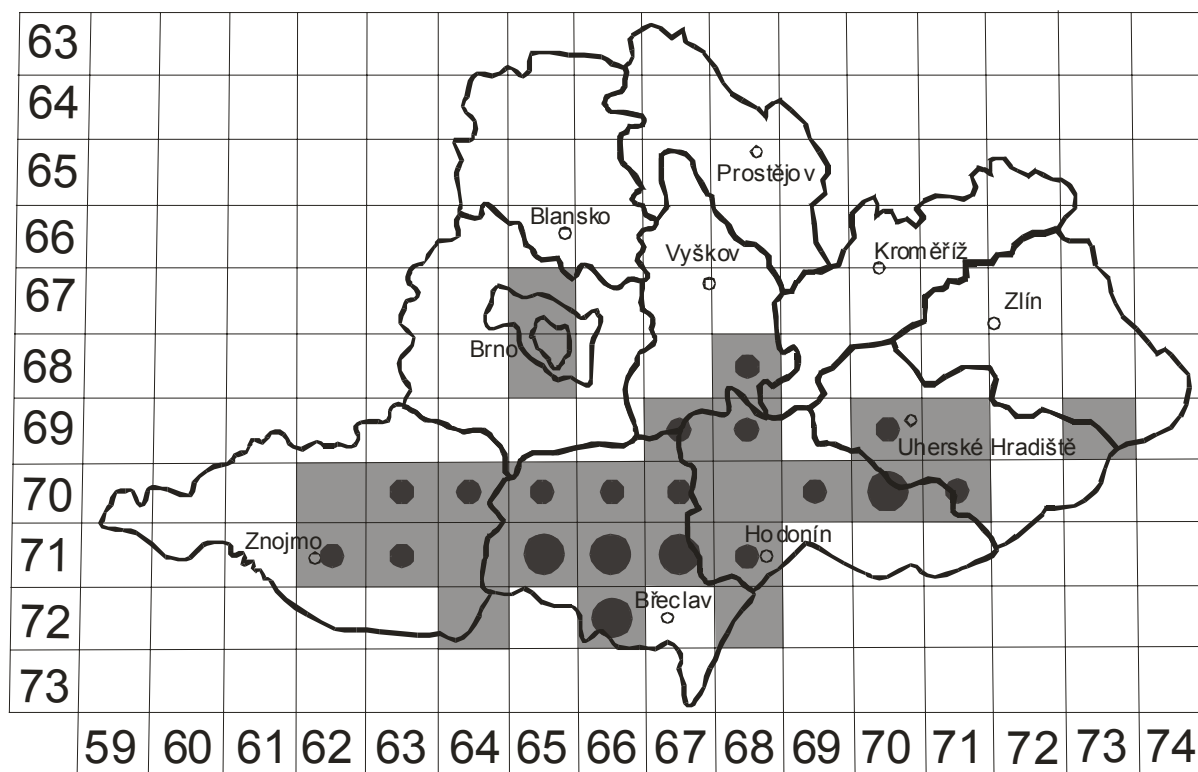 63
64
65
Prostějov
Blansko
66
Vyškov
Kroměříž
67
Zlín
Brno
68
69
Uherské Hradiště
70
Znojmo
Hodonín
71
Břeclav
72
73
59 60 61 62 63 64 65 66 67 68 69 70 71 72 73 74